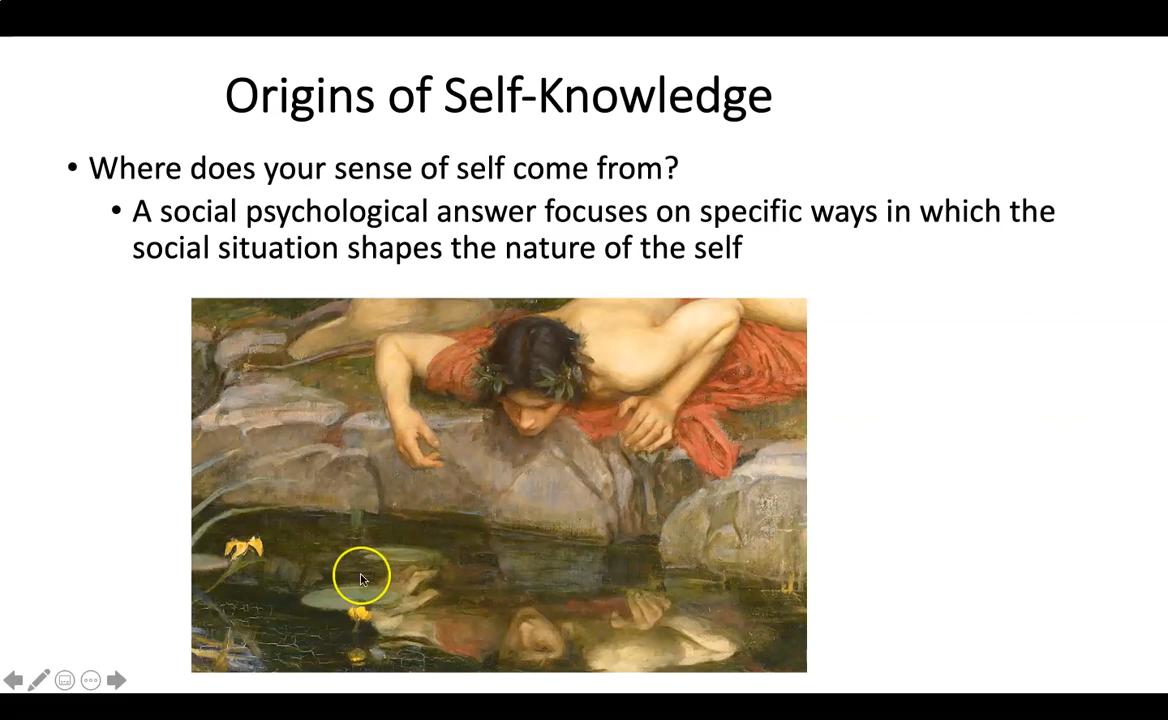 Origins of Self-Knowledge
• Where does your sense of self come from?
• A social psychological answer focuses on specific ways in which the
social situation shapes the nature of the self